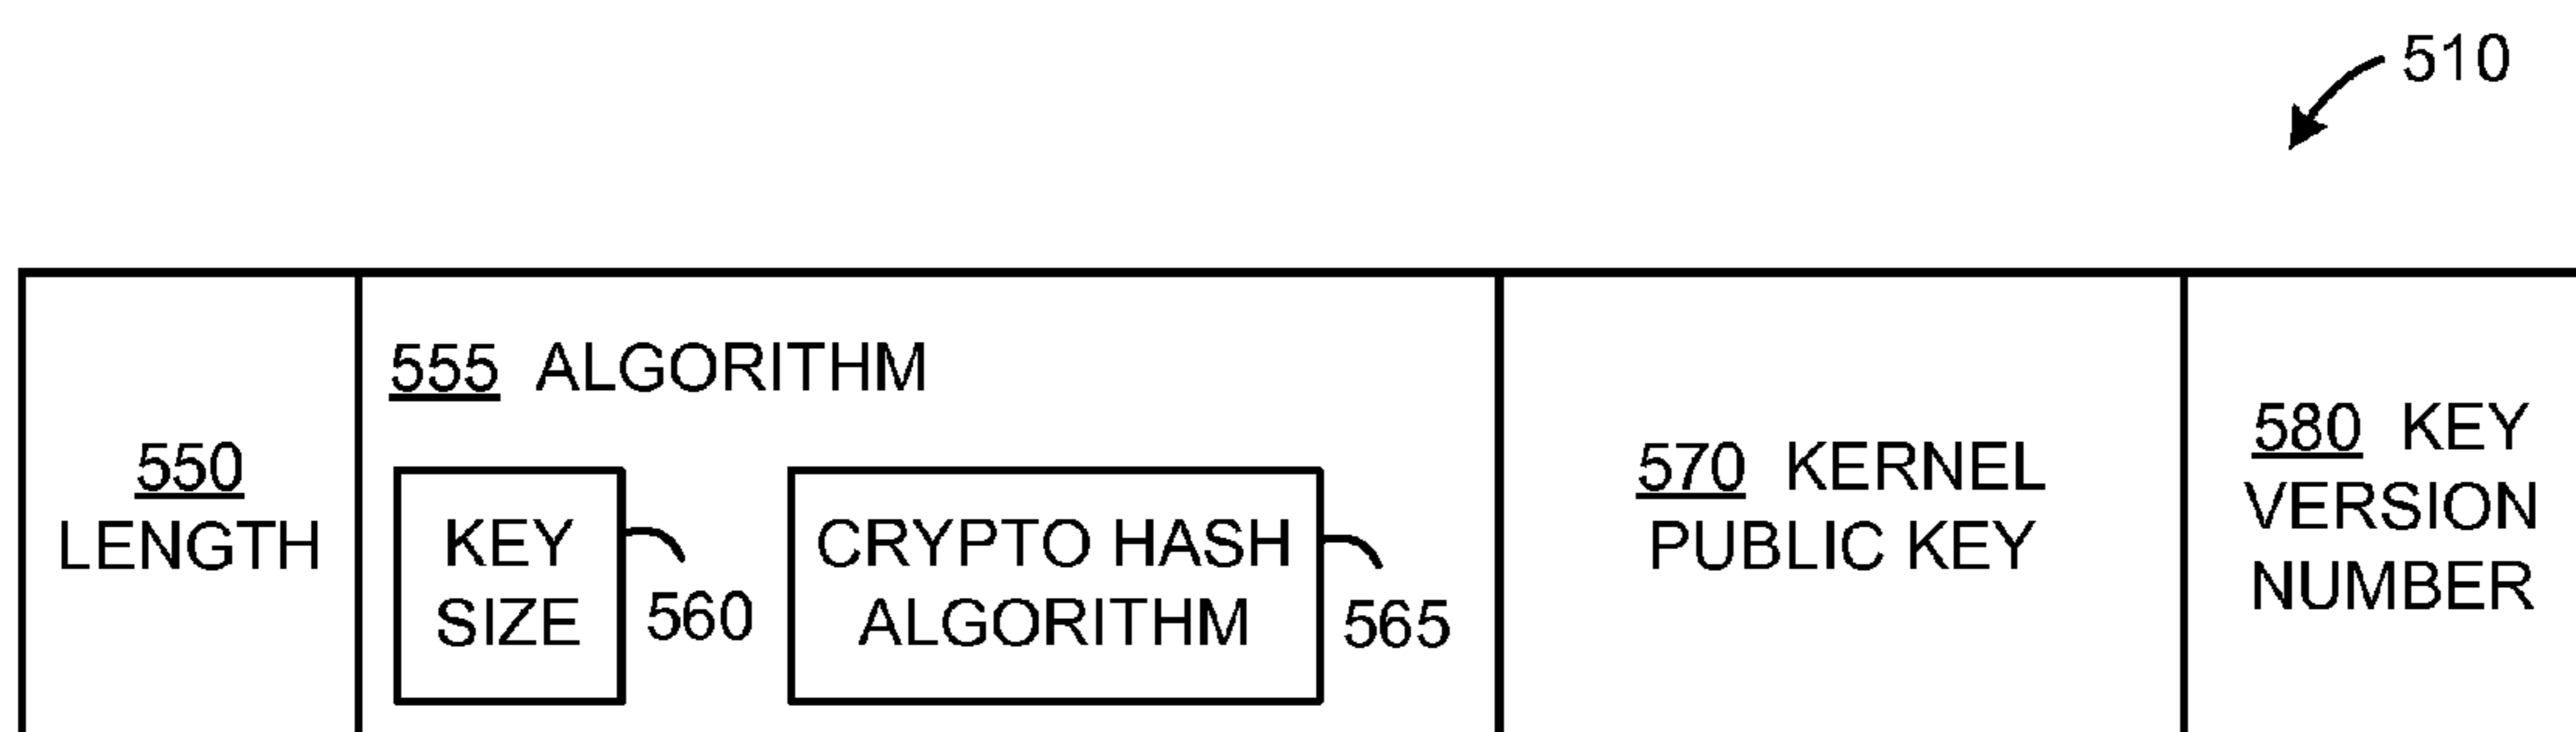 510
550
LENGTH
555 ALGORITHM
KEY
SIZE
560
CRYPTO HASH
ALGORITHM
565
570 KERNEL
PUBLIC KEY
580 KEY
VERSION
NUMBER